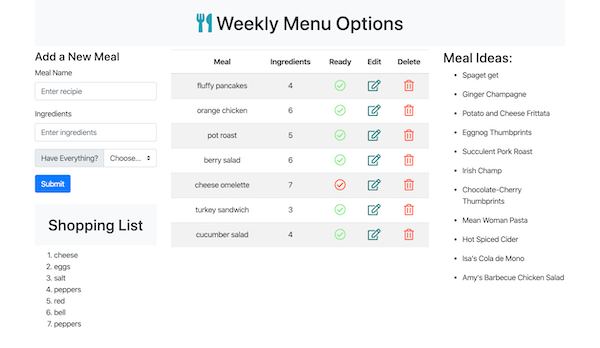 Weekly Menu Options
Add a New Meal
Meal Name
Enter recipie
Ingredients
Enter ingredients
Have Everything? Choose...
Submit
Shopping List
1. cheese
2. eggs
3. salt
4. peppers
5. red
6. bell
7. peppers
Meal Ingredients Ready Edit Delete
fluffy pancakes 4
orange chicken 6
pot roast 5
berry salad 6
cheese omelette 7
turkey sandwich 3
cucumber salad 4
Meal Ideas:
Spaget get
Ginger Champagne
Potato and Cheese Frittata
Eggnog Thumbprints
Succulent Pork Roast
Irish Champ
Chocolate-Cherry
Thumbprints
Mean Woman Pasta
Hot Spiced Cider
Isa's Cola de Mono
Amy's Barbecue Chicken Salad